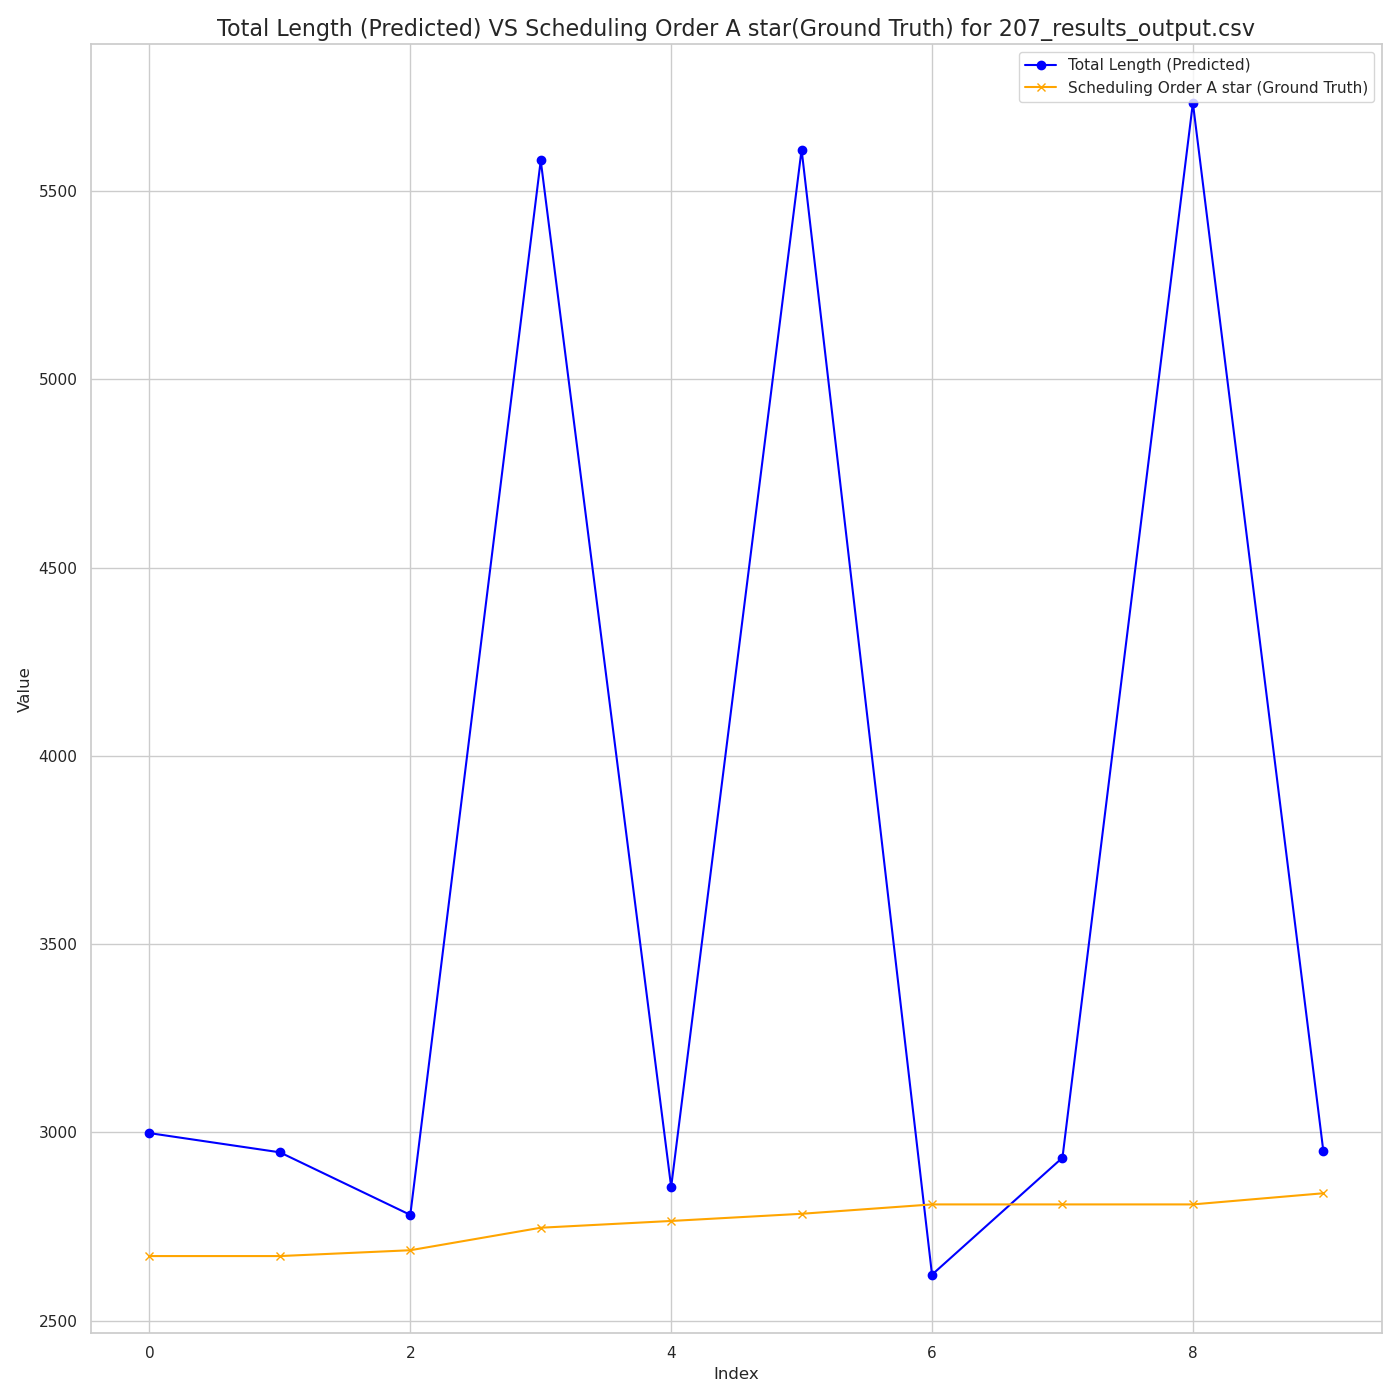 Total Length (Predicted) VS Scheduling Order A star(Ground Truth) for 207_results_output.csv
Total Length (Predicted)
Scheduling Order A star (Ground Truth)
5500
5000
4500
4000
3500
3000
2500
Value
0
2
4
6
8
Index